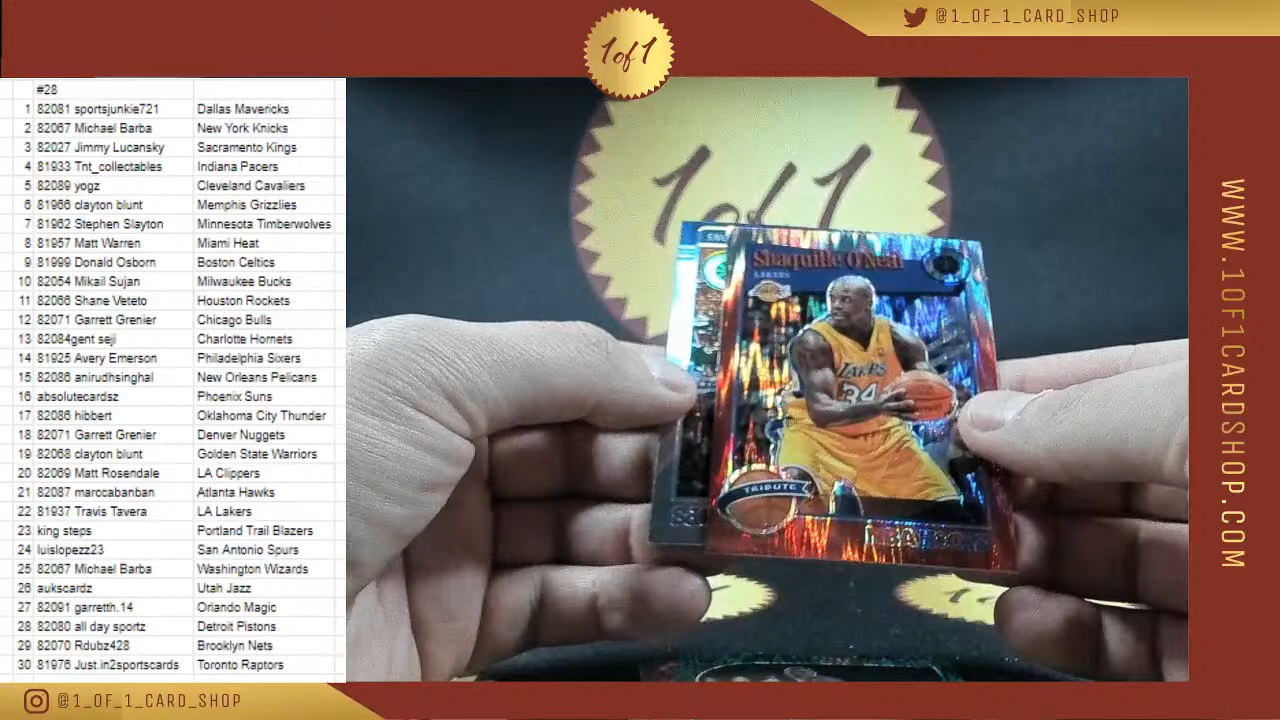 @1_OF_1_CARD_SHOP
1of1
#28
1 82081 sportsjunkie721 Dallas Mavericks
2 82067 Michael Barba New York Knicks
3 82027 Jimmy Lucansky Sacramento Kings
4 81933 Tnt_collectables Indiana Pacers
5 82089 yogz Cleveland Cavaliers
6 81966 clayton blunt Memphis Grizzlies
7 81962 Stephen Slayton Minnesota Timberwolves
8 81957 Matt Warren Miami Heat
9 81999 Donald Osborn Boston Celtics
10 82054 Mikail Sujan Milwaukee Bucks
11 82066 Shane Veteto Houston Rockets
12 82071 Garrett Grenier Chicago Bulls
13 82084gent seji Charlotte Hornets
14 81925 Avery Emerson Philadelphia Sixers
15 82086 anirudhsinghal New Orleans Pelicans
16 absolutecardsz Phoenix Suns
17 82086 hibbert Oklahoma City Thunder
18 82071 Garrett Grenier Denver Nuggets
19 82068 clayton blunt Golden State Warriors
20 82069 Matt Rosendale LA Clippers
21 82087 marccabanban Atlanta Hawks
22 81937 Travis Tavera LA Lakers
23 king steps Portland Trail Blazers
24 luislopezz23 San Antonio Spurs
25 82067 Michael Barba Washington Wizards
26 aukscardz Utah Jazz
27 82091 garretth.14 Orlando Magic
28 82080 all day sportz Detroit Pistons
29 82070 Rdubz428 Brooklyn Nets
30 81976 Just.in2sportscards Toronto Raptors
1 of 1
Shaquille O'Neal
LAKERS
LAKERS
34
TRIBUTE
NBA HOOPS
WWW.1OF1CARDSHOP.COM
@1_OF_1_CARD_SHOP